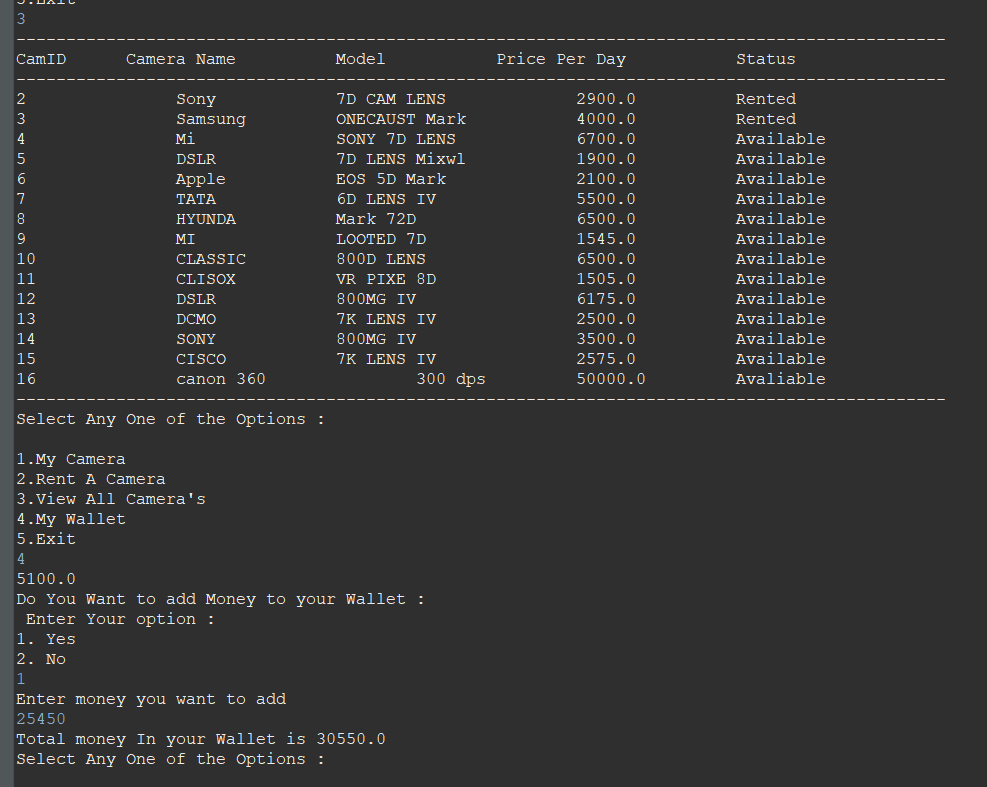 5.Exit
3
---------------------------------------------------------------------------------------------
CamID      Camera Name          Model           Price Per Day           Status
---------------------------------------------------------------------------------------------
2               Sony            7D CAM LENS             2900.0          Rented
3               Samsung         ONECAUST Mark           4000.0          Rented
4               Mi              SONY 7D LENS            6700.0          Available
5               DSLR            7D LENS Mixwl           1900.0          Available
6               Apple           EOS 5D Mark             2100.0          Available
7               TATA            6D LENS IV              5500.0          Available
8               HYUNDA          Mark 72D                6500.0          Available
9               MI              LOOTED 7D               1545.0          Available
10              CLASSIC         800D LENS               6500.0          Available
11              CLISOX          VR PIXE 8D              1505.0          Available
12              DSLR            800MG IV                6175.0          Available
13              DCMO            7K LENS IV              2500.0          Available
14              SONY            800MG IV                3500.0          Available
15              CISCO           7K LENS IV              2575.0          Available
16              canon 360               300 dps         50000.0         Avaliable
---------------------------------------------------------------------------------------------
Select Any One of the Options :

1.My Camera
2.Rent A Camera
3.View All Camera's
4.My Wallet
5.Exit
4
5100.0
Do You Want to add Money to your Wallet :
 Enter Your option :
1. Yes
2. No
1
Enter money you want to add
25450
Total money In your Wallet is 30550.0
Select Any One of the Options :